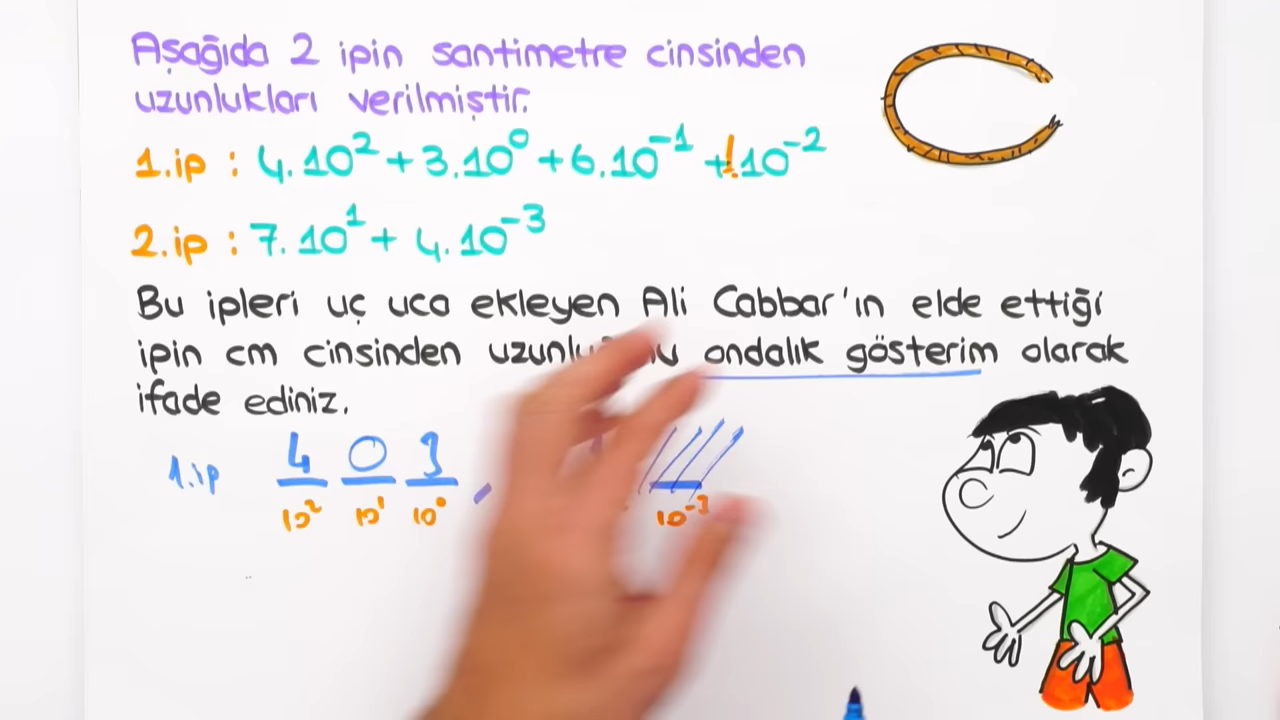 Aşağıda 2 ipin santimetre cinsinden
uzunlukları verilmiştir.
1.ip : 4.10² + 3.10⁰ + 6.10⁻¹ + 1.10⁻²
2.ip : 7.10¹ + 4.10⁻³
Bu ipleri uç uca ekleyen Ali Cabbar'ın elde ettiği
ipin cm cinsinden ondalık gösterim olarak
ifade ediniz.
1.ip 4 0 3 ,
10² 10¹ 10⁰ 10⁻³